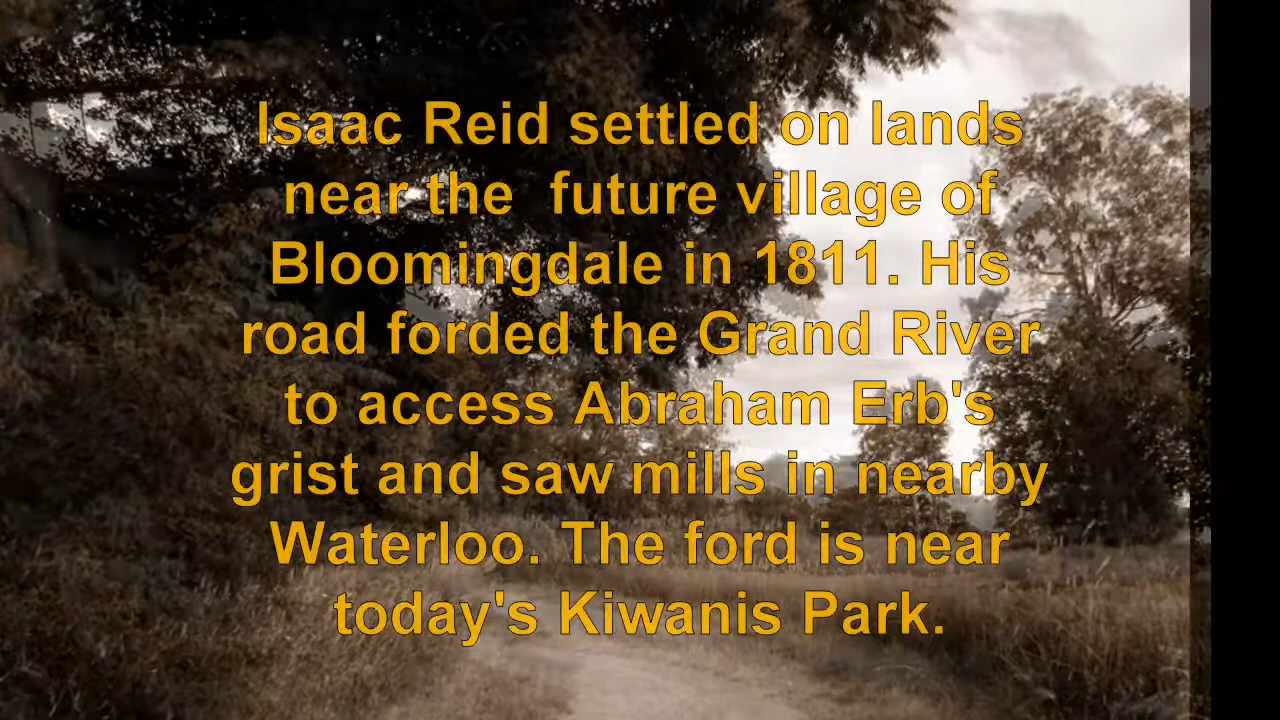 Isaac Reid settled on lands
near the  future village of
Bloomingdale in 1811. His
road forded the Grand River
to access Abraham Erb's
grist and saw mills in nearby
Waterloo. The ford is near
today's Kiwanis Park.